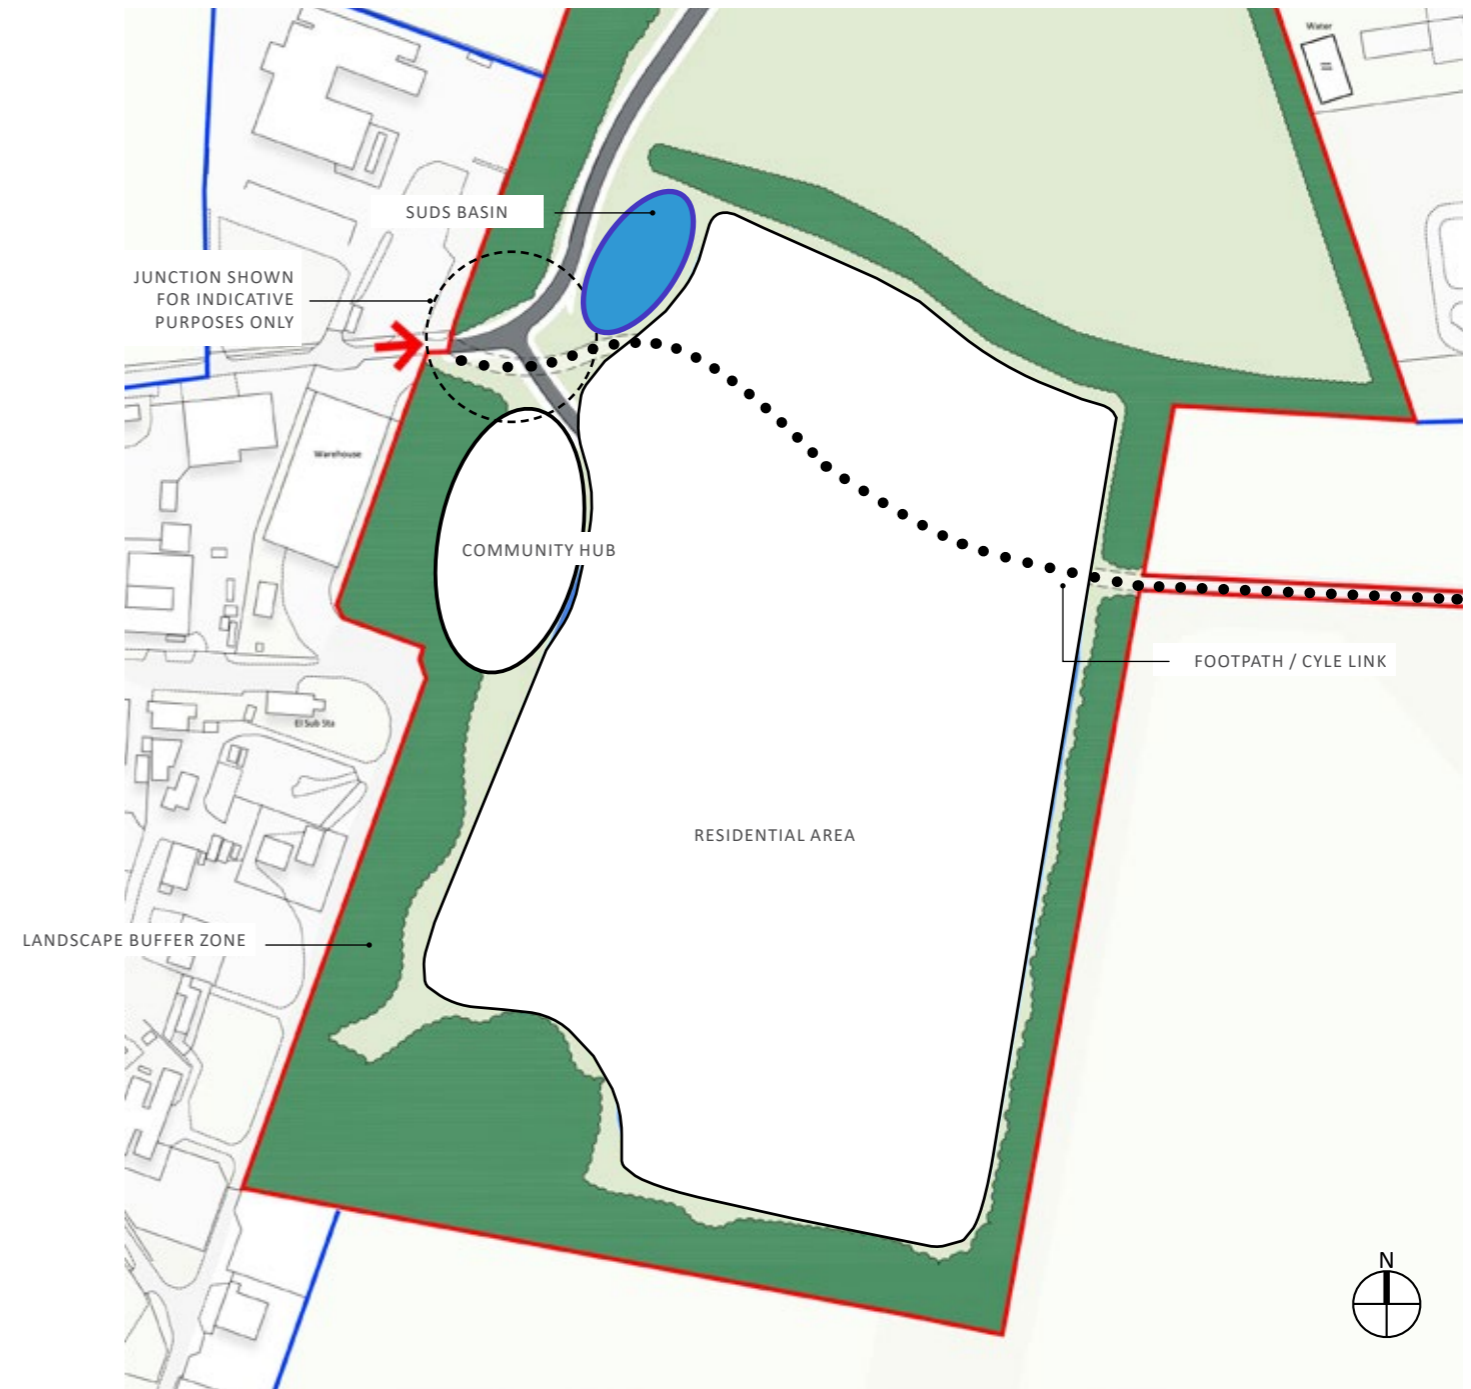 Water
SUDS BASIN
JUNCTION SHOWN
FOR INDICATIVE
PURPOSES ONLY
Warehouse
COMMUNITY HUB
FOOTPATH / CYLE LINK
El Sub Sta
RESIDENTIAL AREA
LANDSCAPE BUFFER ZONE
N